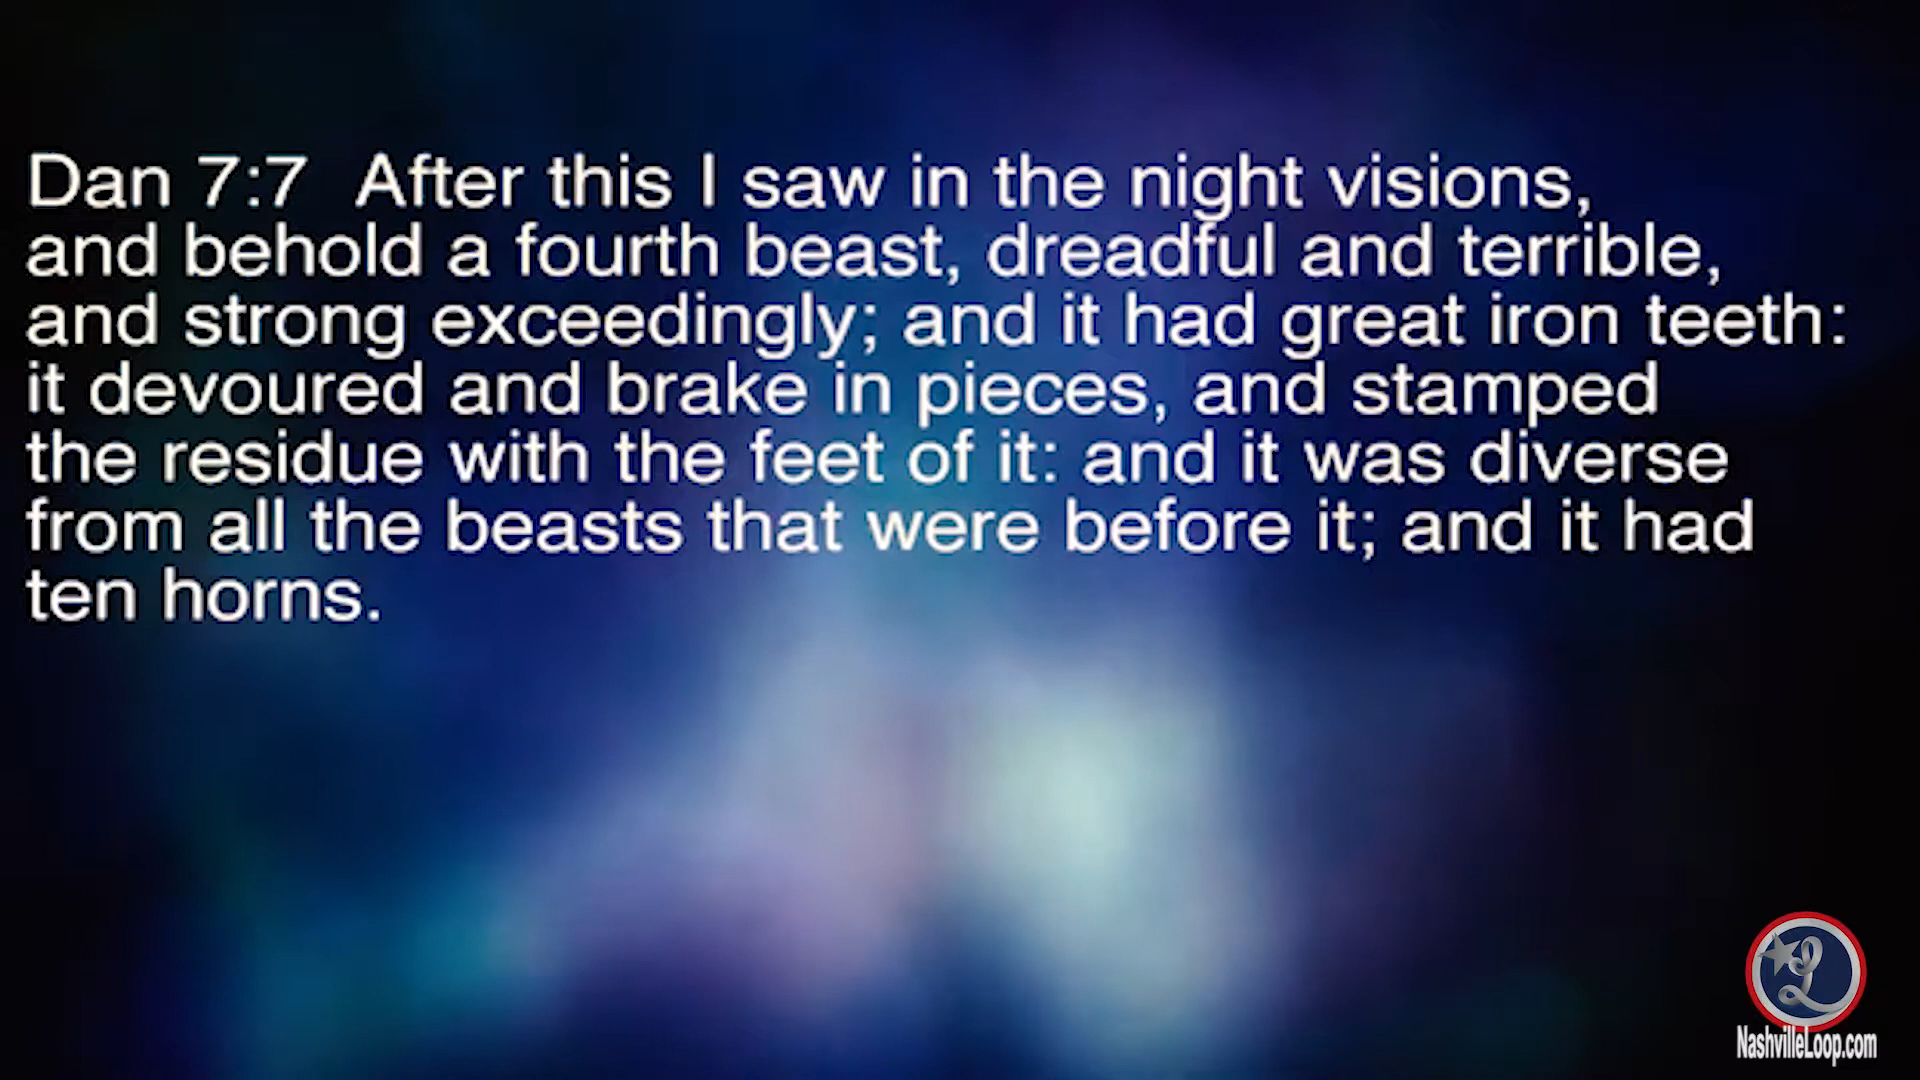 Dan 7:7  After this I saw in the night visions,
and behold a fourth beast, dreadful and terrible,
and strong exceedingly; and it had great iron teeth:
it devoured and brake in pieces, and stamped
the residue with the feet of it: and it was diverse
from all the beasts that were before it; and it had
ten horns.
L
NashvilleLoop.com